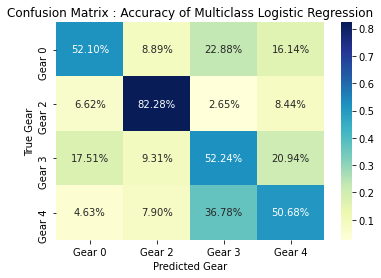 Confusion Matrix : Accuracy of Multiclass Logistic Regression
True Gear
Gear 0 52.10% 8.89% 22.88% 16.14%
Gear 2 6.62% 82.28% 2.65% 8.44%
Gear 3 17.51% 9.31% 52.24% 20.94%
Gear 4 4.63% 7.90% 36.78% 50.68%
Gear 0 Gear 2 Gear 3 Gear 4
Predicted Gear
0.8
0.7
0.6
0.5
0.4
0.3
0.2
0.1